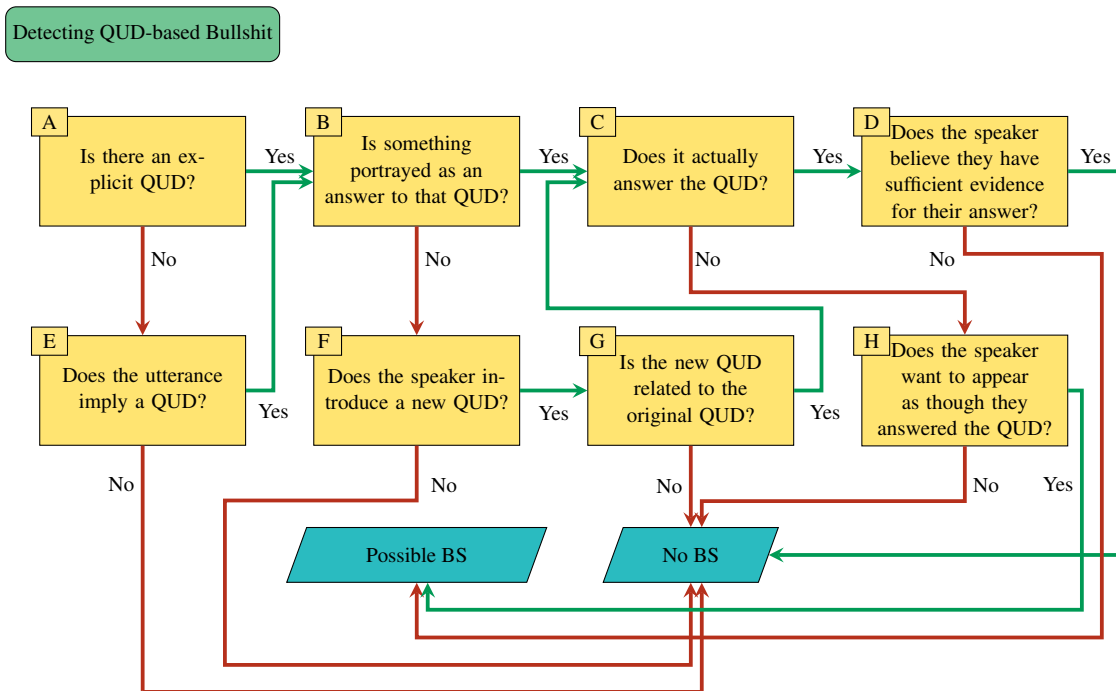 Detecting QUD-based Bullshit
A
Is there an ex-
plicit QUD?
Yes
B
Is something
portrayed as an
answer to that QUD?
Yes
C
Does it actually
answer the QUD?
Yes
D
Does the speaker
believe they have
sufficient evidence
for their answer?
Yes
No
No
No
No
E
Does the utterance
imply a QUD?
Yes
F
Does the speaker in-
troduce a new QUD?
Yes
G
Is the new QUD
related to the
original QUD?
Yes
H
Does the speaker
want to appear
as though they
answered the QUD?
No
No
No
No
Yes
Possible BS
No BS